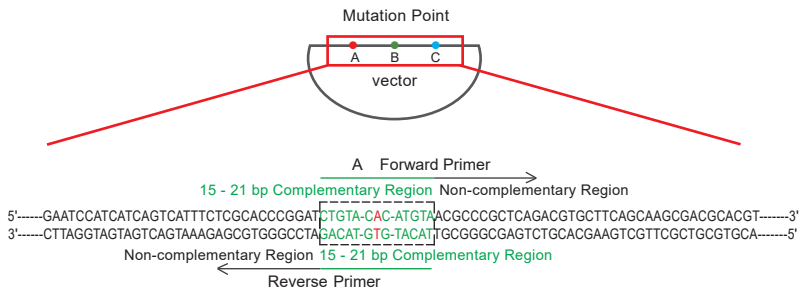 Mutation Point
A B C
vector
A Forward Primer
15 - 21 bp Complementary Region Non-complementary Region
5'------GAATCCATCATCAGTCATTTCTCGCACCCGGATCTGTA-CAC-ATGTAACGCCCGCTCAGACGTGCTTCAGCAAGCGACGCACGT-------3'
3'------CTTAGGTAGTAGTCAGTAAAGAGCGTGGGCCTAGACAT-GTG-TACATTGCGGGCGAGTCTGCACGAAGTCGTTCGCTGCGTGCA------5'
Non-complementary Region 15 - 21 bp Complementary Region
Reverse Primer